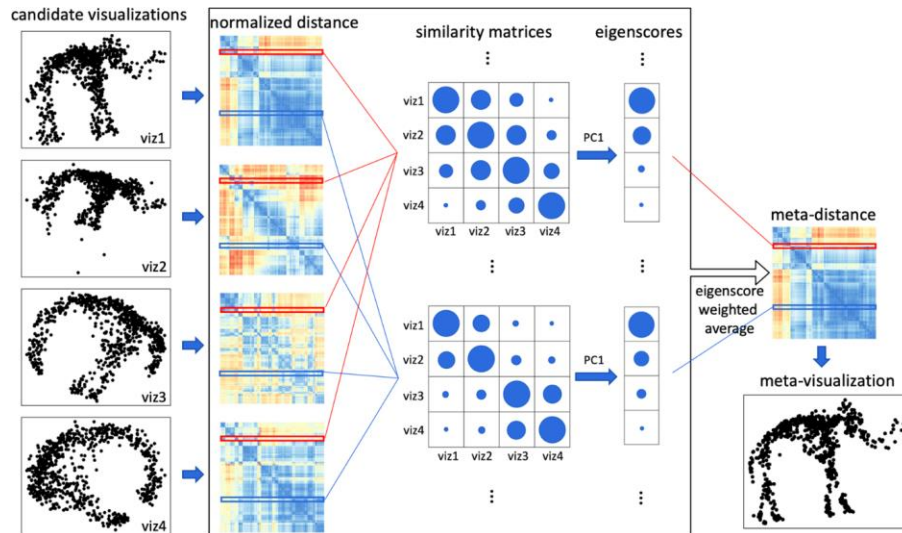 candidate visualizations
normalized distance
similarity matrices
eigenscores
viz1
viz2
viz3
viz4
viz1
viz2
viz3
viz4
viz1 viz2 viz3 viz4
PC1
viz1
viz2
viz3
viz4
viz1 viz2 viz3 viz4
PC1
meta-distance
eigenscore
weighted
average
meta-visualization